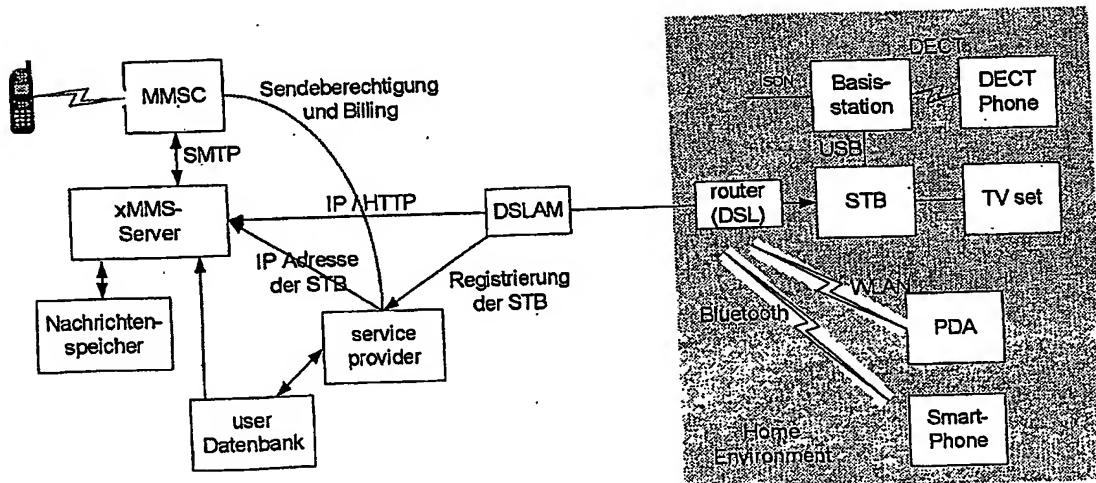 MMSC
Sendeberechtigung
und Billing
SMTP
xMMS-
Server
IP / HTTP
DSLAM
IP Adresse
der STB
Registrierung
der STB
Nachrichten-
speicher
service
provider
user
Datenbank
ISDN
Basis-
station
DECT
DECT
Phone
USB
router
(DSL)
STB
TV set
WLAN
Bluetooth
PDA
Smart-
Phone
Home
Environment